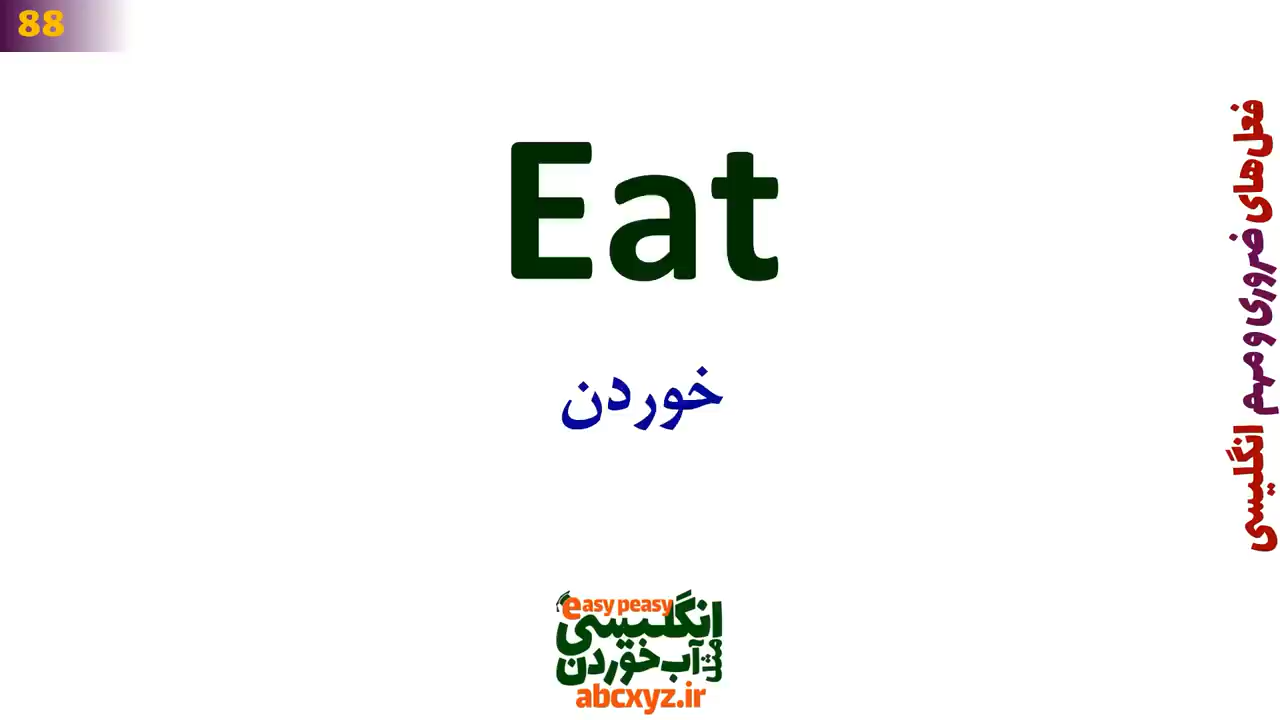 88
Eat
خوردن
فعل‌های ضروری و مهم انگلیسی
easy peasy
انگلیسی
مثل آب خوردن
abcxyz.ir